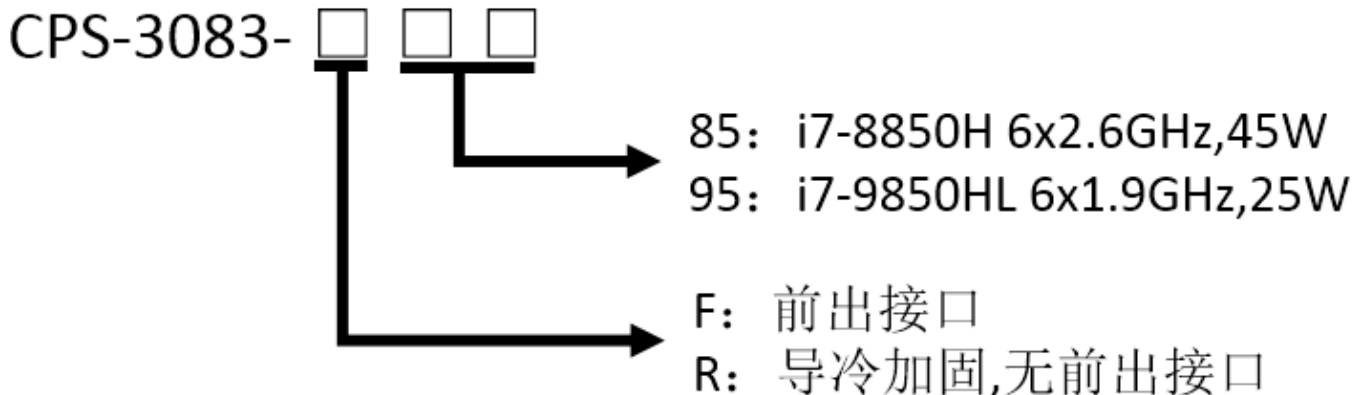 CPS-3083- □ □ □
85：i7-8850H 6x2.6GHz,45W
95：i7-9850HL 6x1.9GHz,25W
F：前出接口
R：导冷加固,无前出接口